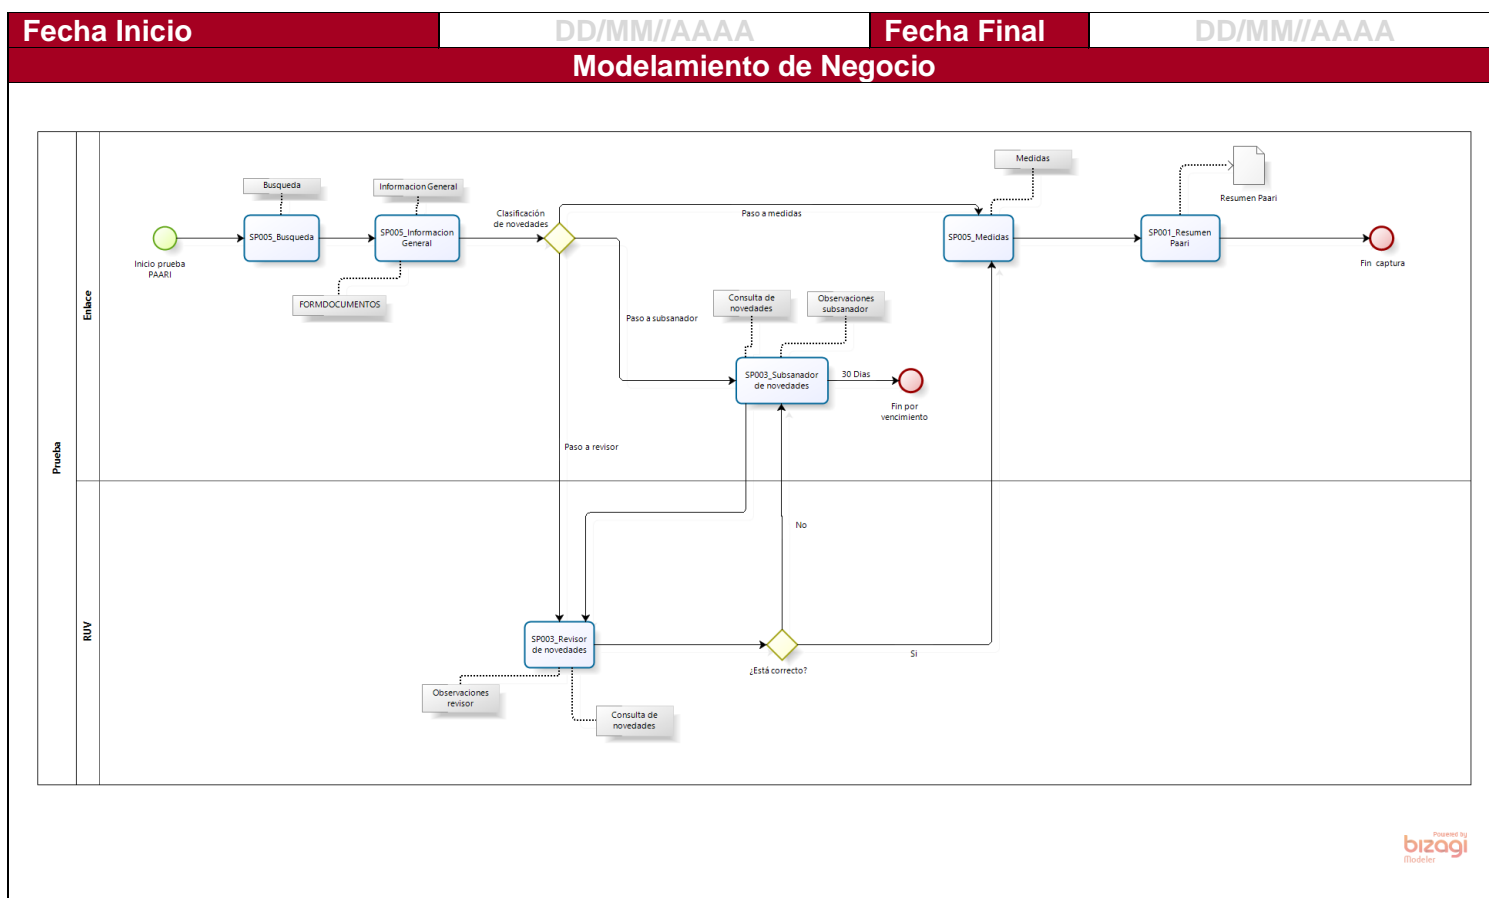 Fecha Inicio
DD/MM//AAAA
Fecha Final
DD/MM//AAAA
Modelamiento de Negocio
Prueba
Enlace
RUV
Inicio prueba
PAARI
Busqueda
SP005_Busqueda
Informacion General
SP005_Informacion
General
FORMDOCUMENTOS
Clasificación
de novedades
Paso a medidas
Paso a subsanador
Paso a revisor
Consulta de
novedades
Observaciones
subsanador
SP003_Subsanador
de novedades
30 Dias
Fin por
vencimiento
Medidas
SP005_Medidas
SP001_Resumen
Paari
Resumen Paari
Fin captura
SP003_Revisor
de novedades
Observaciones
revisor
Consulta de
novedades
¿Está correcto?
No
Si
Powered by
bizagi
Modeler